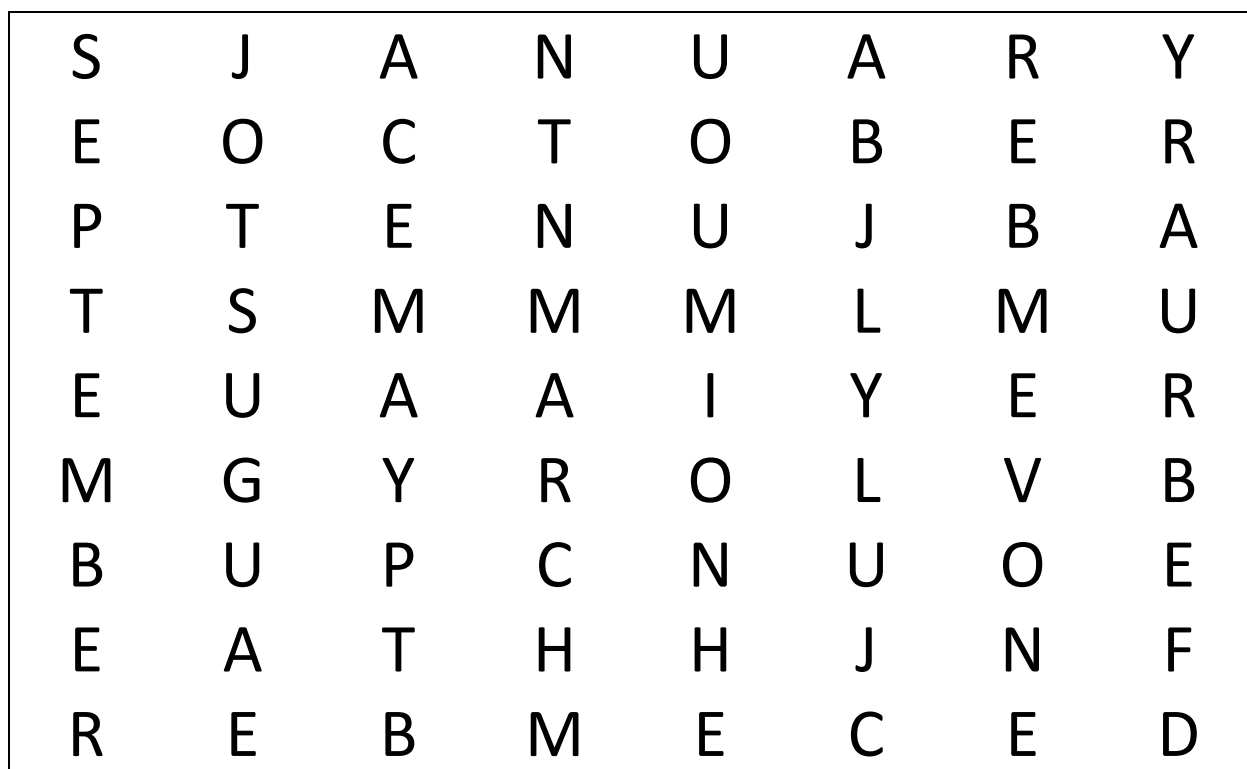 S J A N U A R Y
E O C T O B E R
P T E N U J B A
T S M M M L M U
E U A A I Y E R
M G Y R O L V B
B U P C N U O E
E A T H H J N F
R E B M E C E D